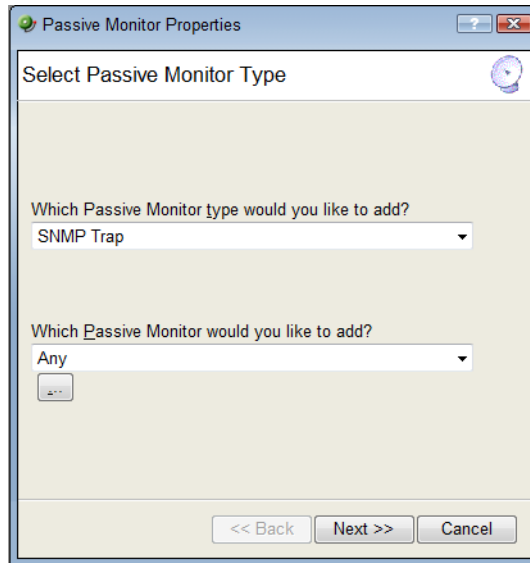 Passive Monitor Properties
Select Passive Monitor Type
Which Passive Monitor type would you like to add?
SNMP Trap
Which Passive Monitor would you like to add?
Any
...
<< Back Next >> Cancel